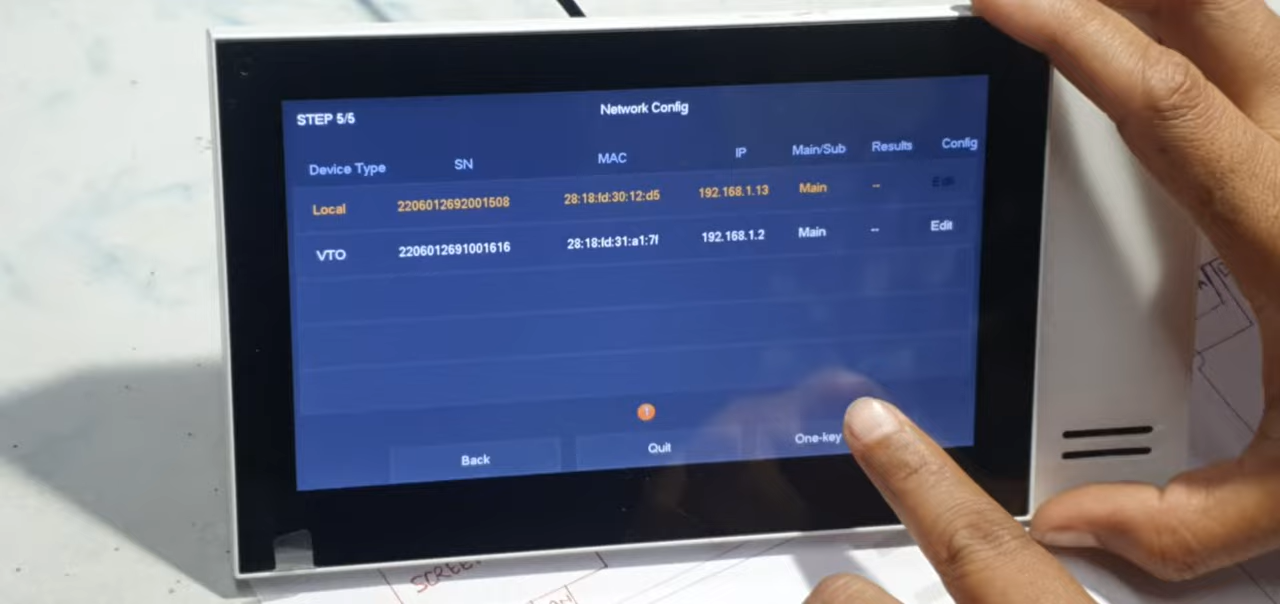 STEP 5/5 Network Config
Device Type SN MAC IP Main/Sub Results Config
Local 2206012692001508 28:18:fd:30:12:d5 192.168.1.13 Main -- Edit
VTO 2206012691001616 28:18:fd:31:a1:7f 192.168.1.2 Main -- Edit
!
Back Quit One-key
SCREE